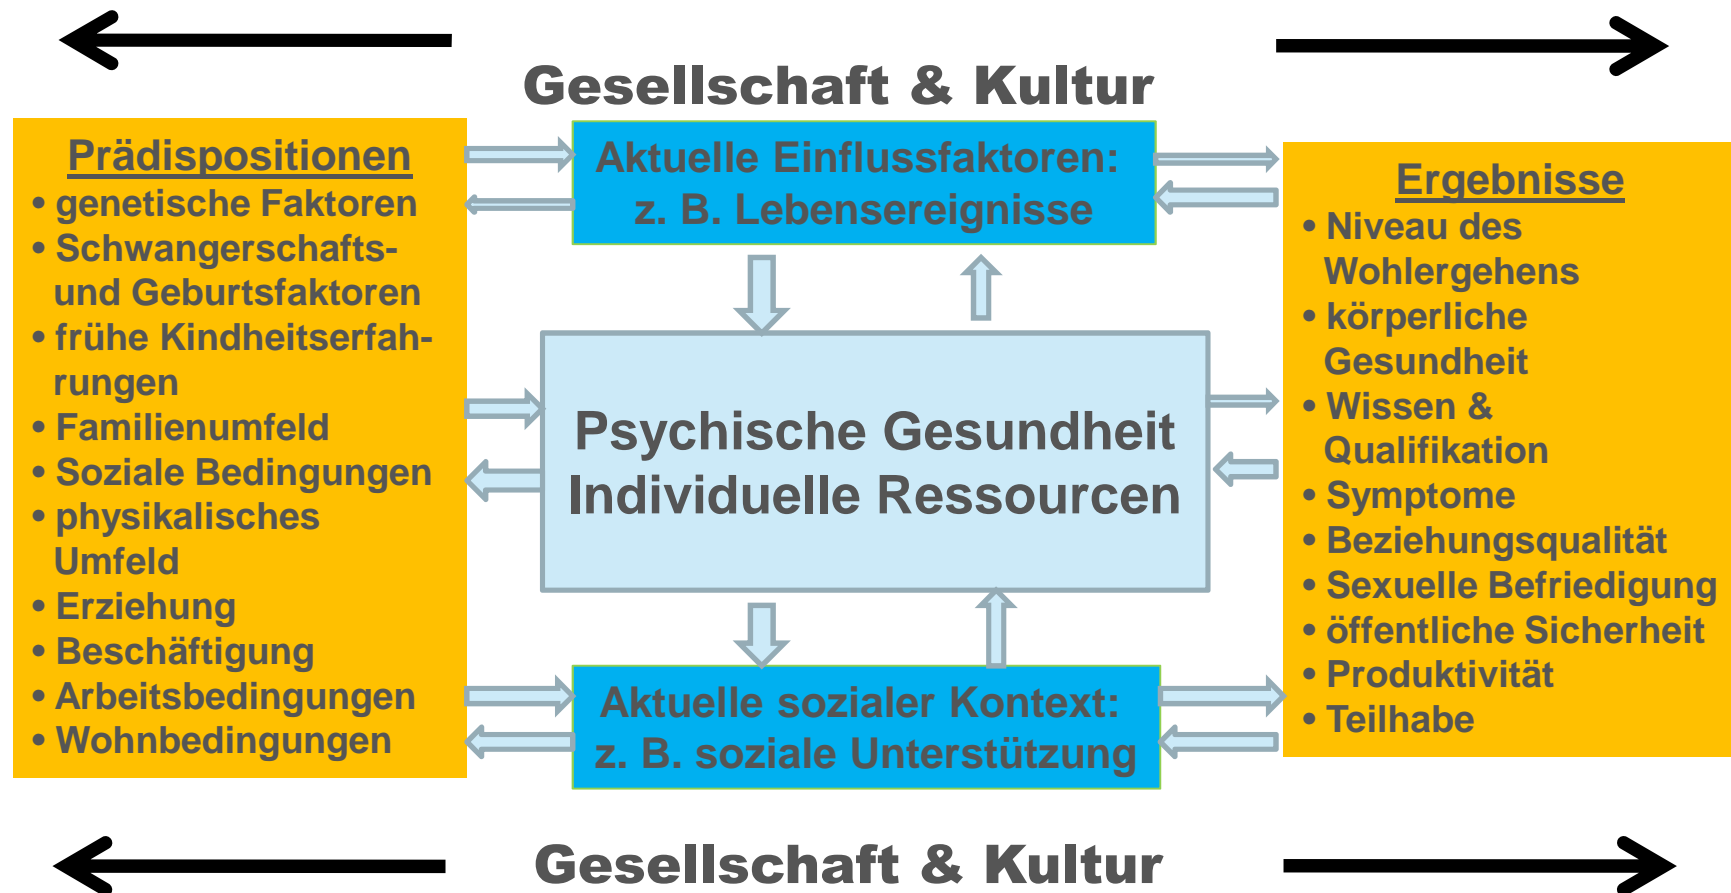 Gesellschaft & Kultur
Prädispositionen
• genetische Faktoren
• Schwangerschafts-
und Geburtsfaktoren
• frühe Kindheitserfah-
rungen
• Familienumfeld
• Soziale Bedingungen
• physikalisches
Umfeld
• Erziehung
• Beschäftigung
• Arbeitsbedingungen
• Wohnbedingungen
Aktuelle Einflussfaktoren:
z. B. Lebensereignisse
Psychische Gesundheit
Individuelle Ressourcen
Aktuelle sozialer Kontext:
z. B. soziale Unterstützung
Ergebnisse
• Niveau des
Wohlergehens
• körperliche
Gesundheit
• Wissen &
Qualifikation
• Symptome
• Beziehungsqualität
• Sexuelle Befriedigung
• öffentliche Sicherheit
• Produktivität
• Teilhabe
Gesellschaft & Kultur